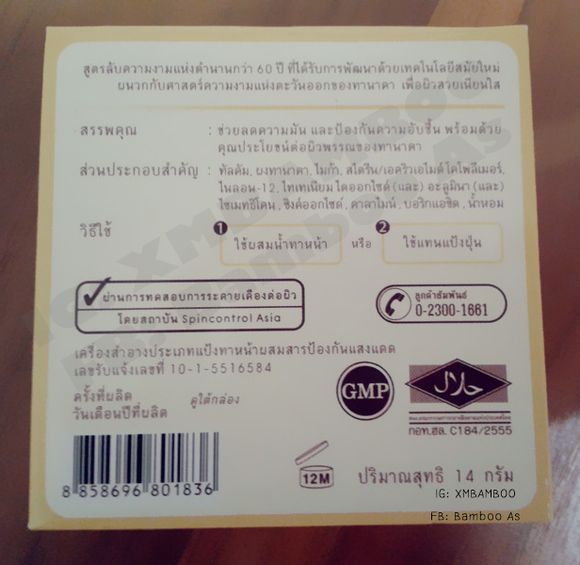 สูตรลับความงามแห่งตำนานกว่า 60 ปี ที่ได้รับการพัฒนาด้วยเทคโนโลยีสมัยใหม่
ผนวกกับศาสตร์ความงามแห่งตะวันออกของทานาคา เพื่อผิวสวยเนียนใส
สรรพคุณ : ช่วยลดความมัน และป้องกันความอับชื้น พร้อมด้วย
คุณประโยชน์ต่อผิวพรรณของทานาคา
ส่วนประกอบสำคัญ : ทัลคัม, ผงทานาคา, ไมก้า, สไตรีน/เอคริวเอไมด์ โคโพลีเมอร์,
ไนลอน-12, ไททเทเนียม ไดออกไซด์ (และ) อะลูมินา (และ)
ไซเมทธิโคน, ซิงค์ออกไซด์, คาลาไมน์, บอริกแอซิด, น้ำหอม
วิธีใช้ 1 ใช้ผสมน้ำทาหน้า หรือ 2 ใช้แทนแป้งฝุ่น
ผ่านการทดสอบการระคายเคืองต่อผิว
โดยสถาบัน Spincontrol Asia
ลูกค้าสัมพันธ์
0-2300-1661
เครื่องสำอางประเภทแป้งทาหน้าผสมสารป้องกันแสงแดด
เลขรับแจ้งเลขที่ 10-1-5516584
ครั้งที่ผลิต
วันเดือนปีที่ผลิต ดูใต้กล่อง
GMP
حلال
กอท.ฮล. C184/2555
8 858696 801836
12M
ปริมาณสุทธิ 14 กรัม
IG: XMBAMBOO
FB: Bamboo As
IG: XMBAMBOO
FB: Bamboo As